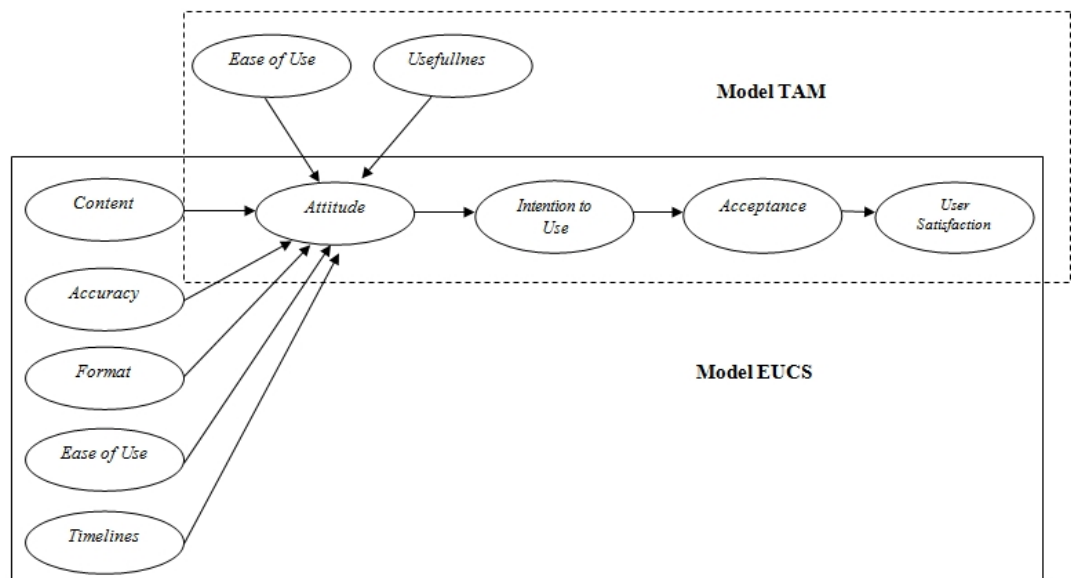 Ease of Use
Usefullnes
Model TAM
Content
Attitude
Intention to
Use
Acceptance
User
Satisfaction
Accuracy
Format
Model EUCS
Ease of Use
Timelines